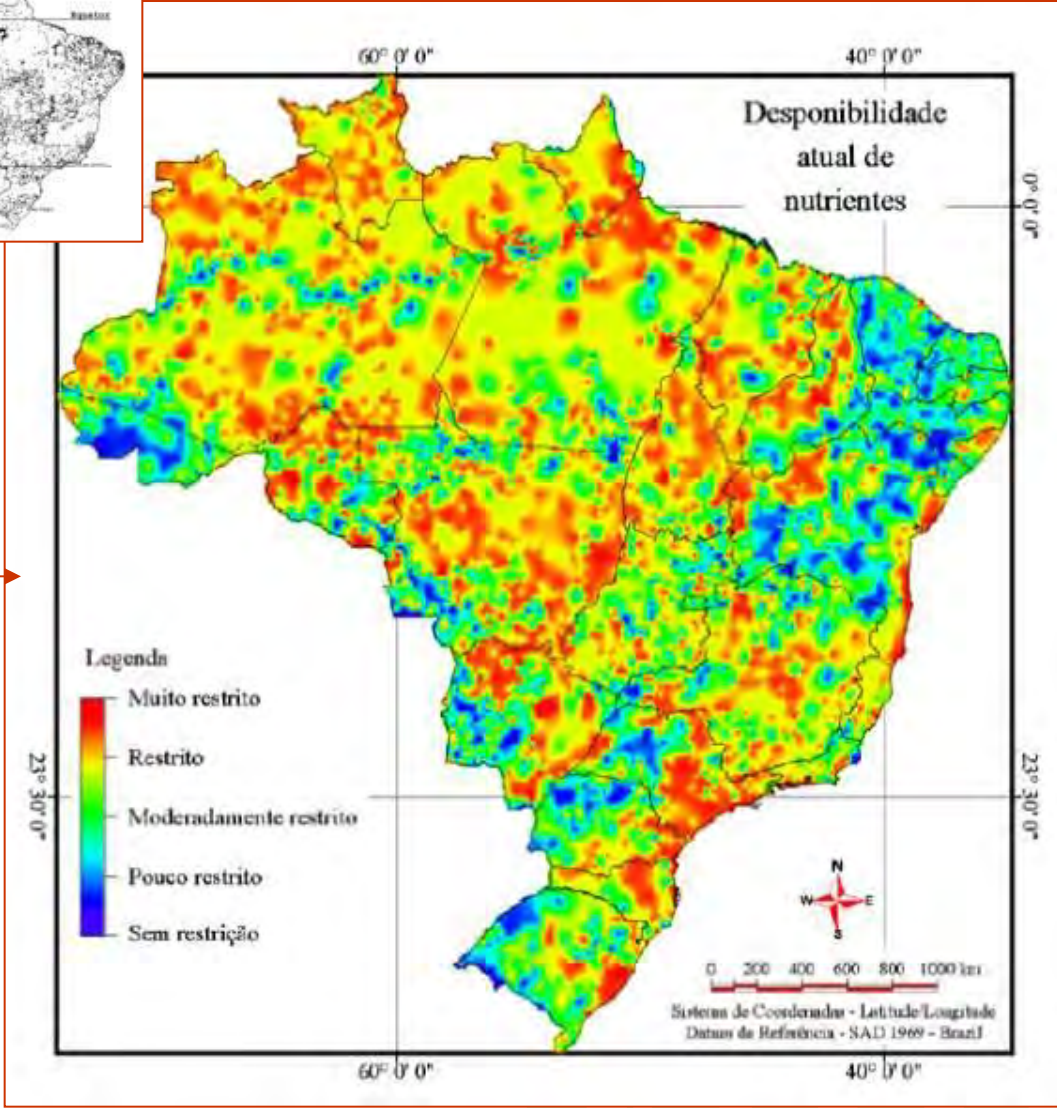 Equator
60° 0' 0"
40° 0' 0"
Desponibilidade
atual de
nutrientes
0° 0' 0"
Legenda
Muito restrito
Restrito
Moderadamente restrito
Pouco restrito
Sem restrição
23° 30' 0"
23° 30' 0"
N
W
E
S
0 200 400 600 800 1000 km
Sistema de Coordenadas - Latitude/Longitude
Datum de Referência - SAD 1969 - Brazil
60° 0' 0"
40° 0' 0"